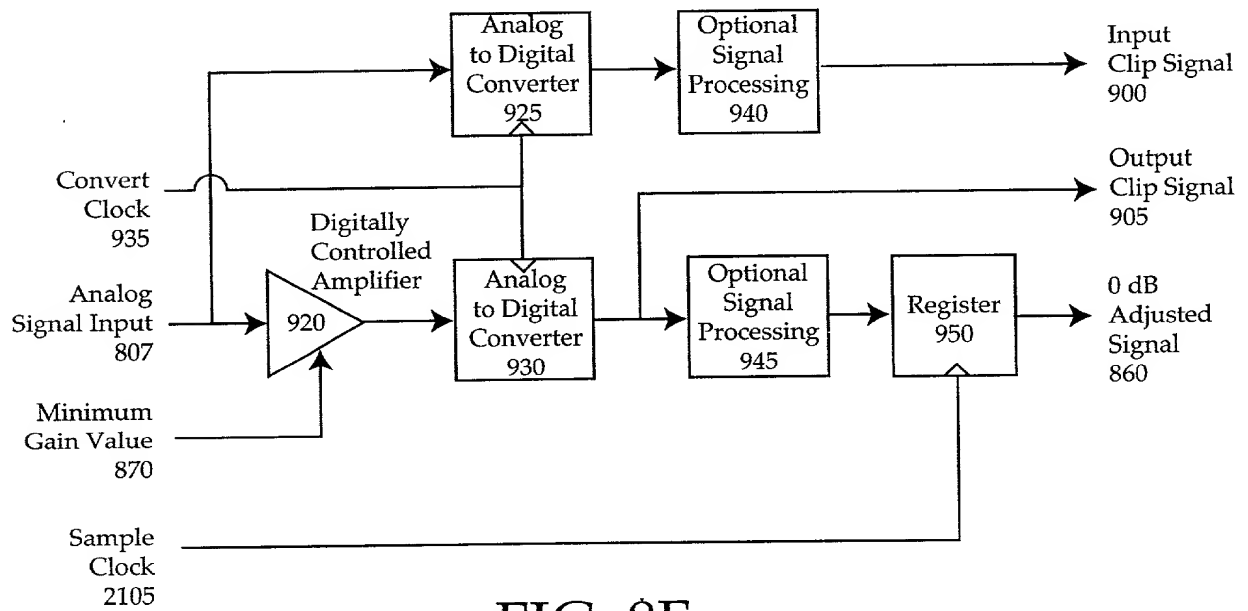 Analog
to Digital
Converter
925
Optional
Signal
Processing
940
Input
Clip Signal
900
Convert
Clock
935
Output
Clip Signal
905
Digitally
Controlled
Amplifier
Analog
Signal Input
807
920
Analog
to Digital
Converter
930
Optional
Signal
Processing
945
Register
950
0 dB
Adjusted
Signal
860
Minimum
Gain Value
870
Sample
Clock
2105